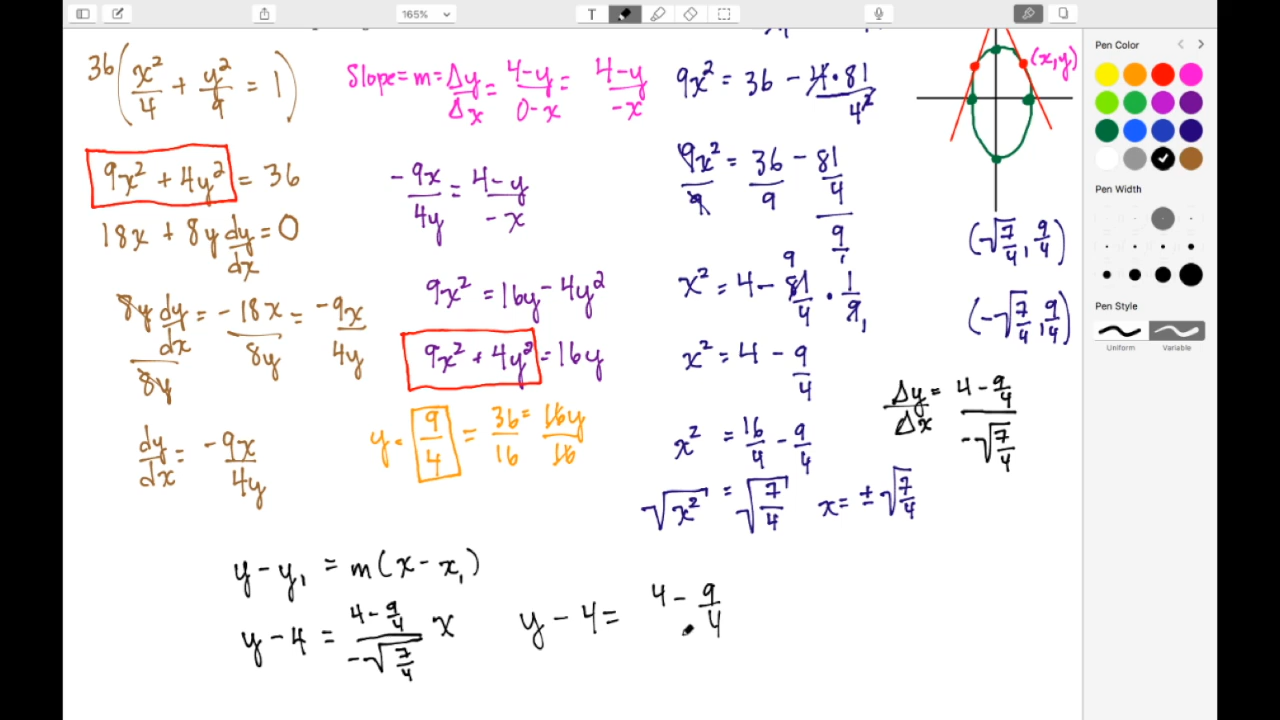 165%
T
36(x²/4 + y²/9 = 1)
9x² + 4y² = 36
18x + 8y dy/dx = 0
8y dy/dx / 8y = -18x/8y = -9x/4y
dy/dx = -9x/4y
Slope = m = Δy/Δx = 4-y/0-x = 4-y/-x
-9x/4y = 4-y/-x
9x² = 16y - 4y²
9x² + 4y² = 16y
y = 9/4 = 36/16 = 16y/16
9x² = 36 - 4·81/4²
9x²/9 = 36/9 - 81/4/9/1
x² = 4 - 81/4 · 1/9
x² = 4 - 9/4
x² = 16/4 - 9/4
√x² = √7/4
x = ± √7/4
(x,y)
(√7/4, 9/4)
(-√7/4, 9/4)
Δy/Δx = 4 - 9/4 / -√7/4
y - y₁ = m(x - x₁)
y - 4 = 4 - 9/4 / -√7/4 x
y - 4 = 4 - 9/4
Pen Color
Pen Width
Pen Style
Uniform
Variable